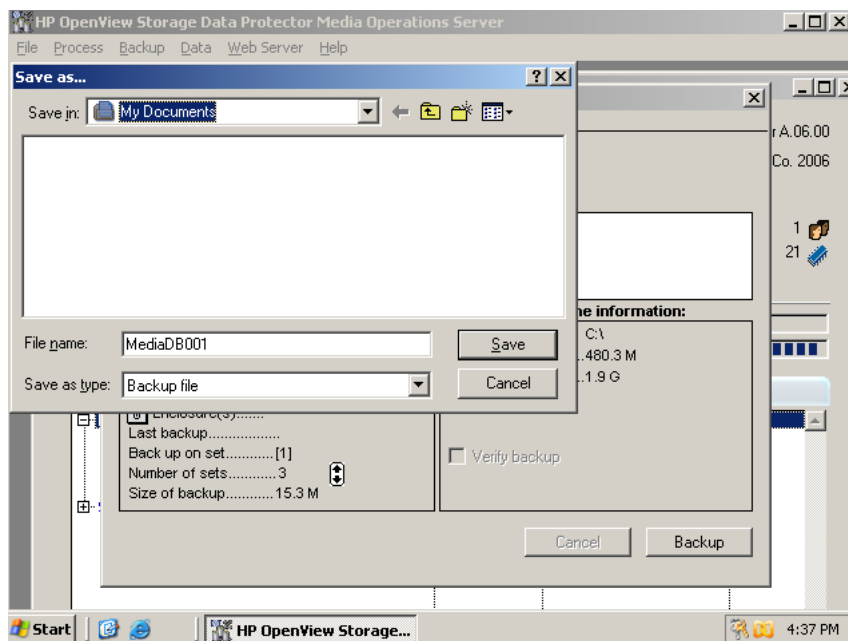 HP OpenView Storage Data Protector Media Operations Server
File Process Backup Data Web Server Help
Save as...
Save in: My Documents
r A.06.00
Co. 2006
1
21
File name: MediaDB001 Save
Save as type: Backup file Cancel
ne information:
C:\
..480.3 M
..1.9 G
Enclosure(s).......
Last backup..................
Back up on set............[1]
Number of sets............3
Size of backup............15.3 M
Verify backup
Cancel Backup
Start HP OpenView Storage... 4:37 PM